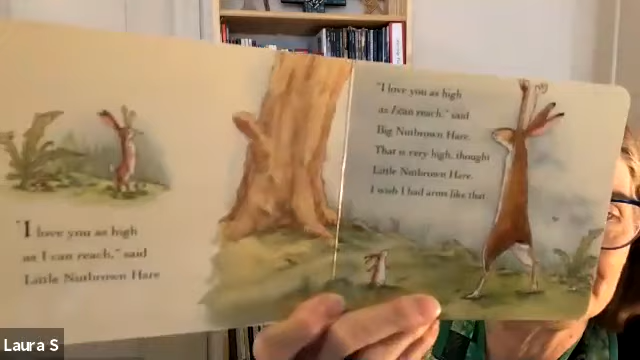 "I love you as high
as I can reach," said
Little Nutbrown Hare
"I love you as high
as I can reach," said
Big Nutbrown Hare.
That is very high, thought
Little Nutbrown Hare.
I wish I had arms like that
Laura S